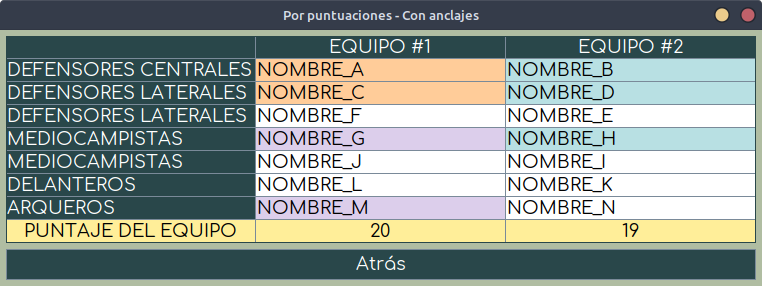 Por puntuaciones - Con anclajes
EQUIPO #1 EQUIPO #2
DEFENSORES CENTRALES NOMBRE_A NOMBRE_B
DEFENSORES LATERALES NOMBRE_C NOMBRE_D
DEFENSORES LATERALES NOMBRE_F NOMBRE_E
MEDIOCAMPISTAS NOMBRE_G NOMBRE_H
MEDIOCAMPISTAS NOMBRE_J NOMBRE_I
DELANTEROS NOMBRE_L NOMBRE_K
ARQUEROS NOMBRE_M NOMBRE_N
PUNTAJE DEL EQUIPO 20 19
Atrás